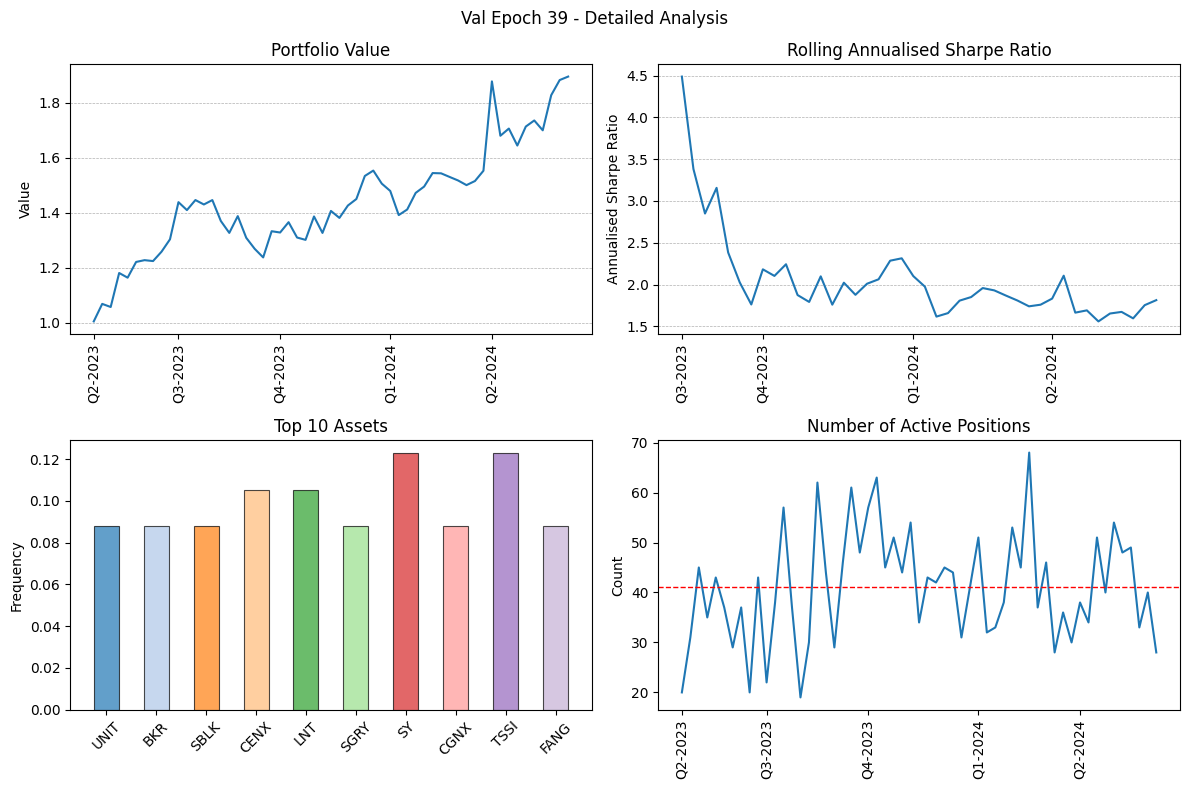 Val Epoch 39 - Detailed Analysis
Portfolio Value
Value
1.8
1.6
1.4
1.2
1.0
Q2-2023
Q3-2023
Q4-2023
Q1-2024
Q2-2024
Rolling Annualised Sharpe Ratio
Annualised Sharpe Ratio
4.5
4.0
3.5
3.0
2.5
2.0
1.5
Q3-2023
Q4-2023
Q1-2024
Q2-2024
Top 10 Assets
Frequency
0.12
0.10
0.08
0.06
0.04
0.02
0.00
UNIT
BKR
SBLK
CENX
LNT
SGRY
SY
CGNX
TSSI
FANG
Number of Active Positions
Count
70
60
50
40
30
20
Q2-2023
Q3-2023
Q4-2023
Q1-2024
Q2-2024